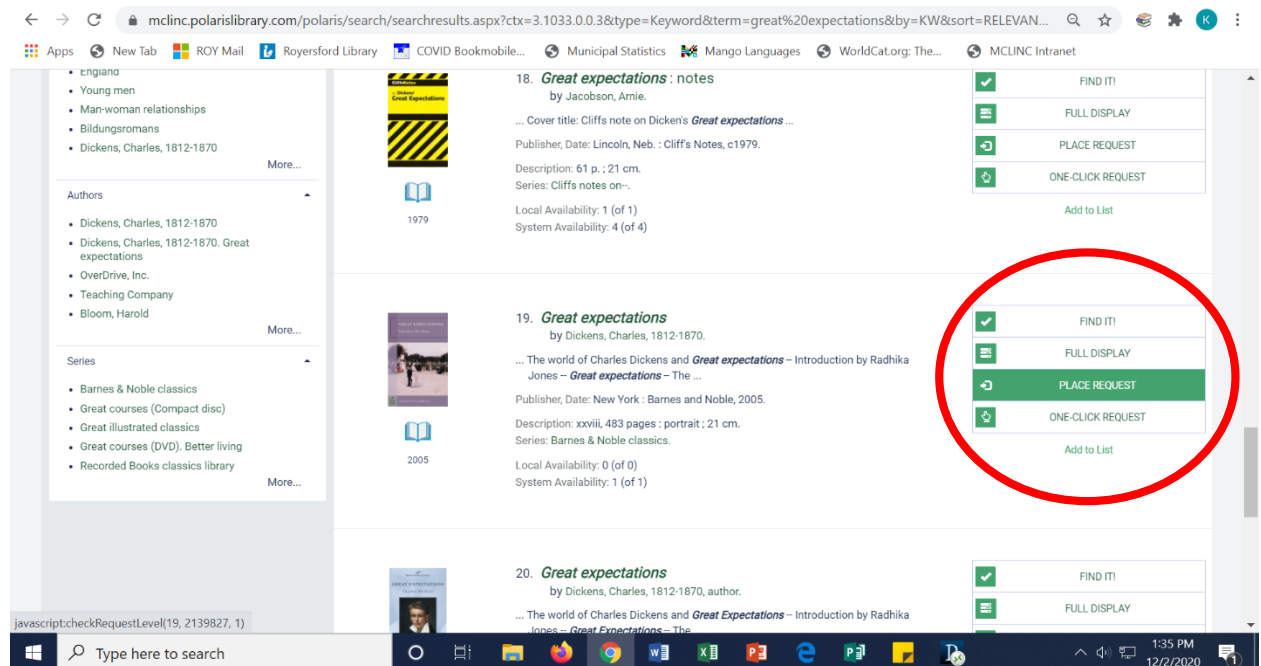 mclinc.polarislibrary.com/polaris/search/searchresults.aspx?ctx=3.1033.0.0.3&type=Keyword&term=great%20expectations&by=KW&sort=RELEVAN...
K
Apps New Tab ROY Mail Royersford Library COVID Bookmobile... Municipal Statistics Mango Languages WorldCat.org: The... MCLINC Intranet
England
Young men
Man-woman relationships
Bildungsromans
Dickens, Charles, 1812-1870
More...
Authors
Dickens, Charles, 1812-1870
Dickens, Charles, 1812-1870. Great
expectations
OverDrive, Inc.
Teaching Company
Bloom, Harold
More...
Series
Barnes & Noble classics
Great courses (Compact disc)
Great illustrated classics
Great courses (DVD). Better living
Recorded Books classics library
More...
Great Expectations
1979
18. Great expectations : notes
by Jacobson, Arnie.
... Cover title: Cliffs note on Dicken's Great expectations ...
Publisher, Date: Lincoln, Neb. : Cliff's Notes, c1979.
Description: 61 p. ; 21 cm.
Series: Cliffs notes on--.
Local Availability: 1 (of 1)
System Availability: 4 (of 4)
FIND IT!
FULL DISPLAY
PLACE REQUEST
ONE-CLICK REQUEST
Add to List
GREAT EXPECTATIONS
2005
19. Great expectations
by Dickens, Charles, 1812-1870.
... The world of Charles Dickens and Great expectations -- Introduction by Radhika
Jones -- Great expectations -- The ...
Publisher, Date: New York : Barnes and Noble, 2005.
Description: xxviii, 483 pages : portrait ; 21 cm.
Series: Barnes & Noble classics.
Local Availability: 0 (of 0)
System Availability: 1 (of 1)
FIND IT!
FULL DISPLAY
PLACE REQUEST
ONE-CLICK REQUEST
Add to List
GREAT EXPECTATIONS
20. Great expectations
by Dickens, Charles, 1812-1870, author.
... The world of Charles Dickens and Great Expectations -- Introduction by Radhika
Jones -- Great Expectations -- The
FIND IT!
FULL DISPLAY
javascript:checkRequestLevel(19, 2139827, 1)
Type here to search
1:35 PM
12/2/2020
1